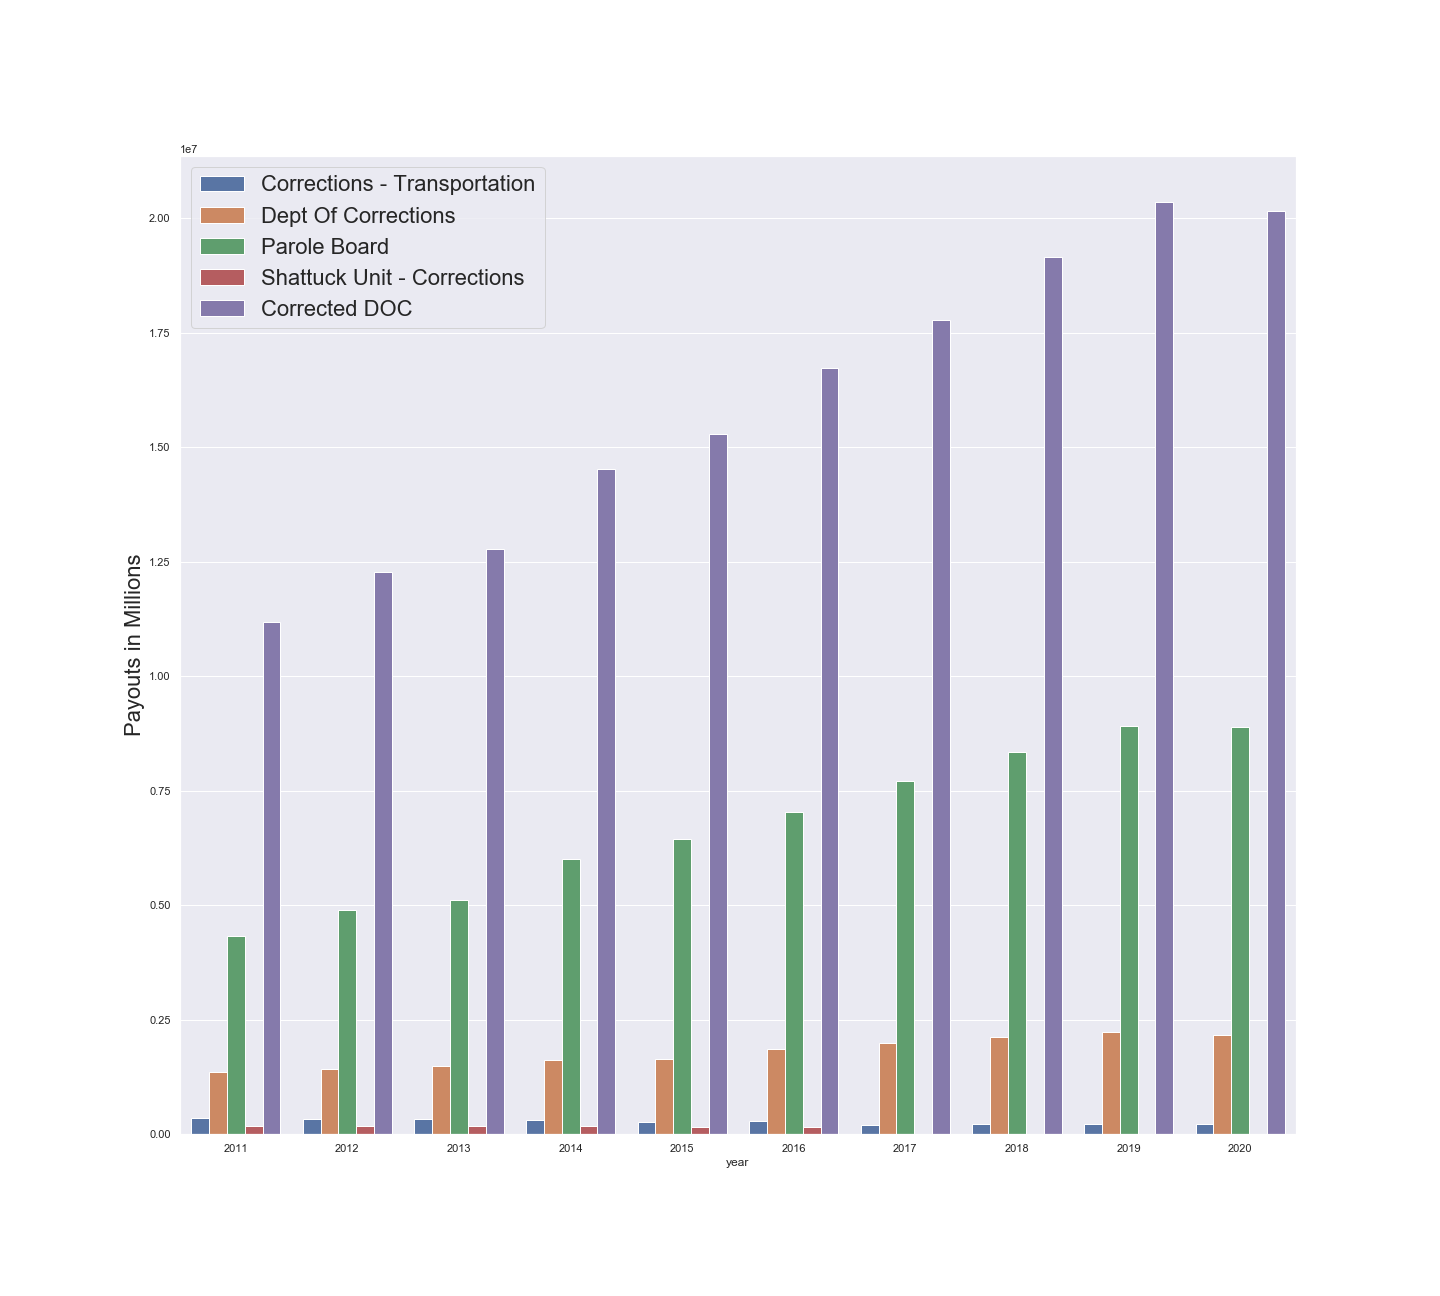 1e7
Corrections - Transportation
Dept Of Corrections
Parole Board
Shattuck Unit - Corrections
Corrected DOC
2.00
1.75
1.50
1.25
1.00
0.75
0.50
0.25
0.00
Payouts in Millions
2011 2012 2013 2014 2015 2016 2017 2018 2019 2020
year